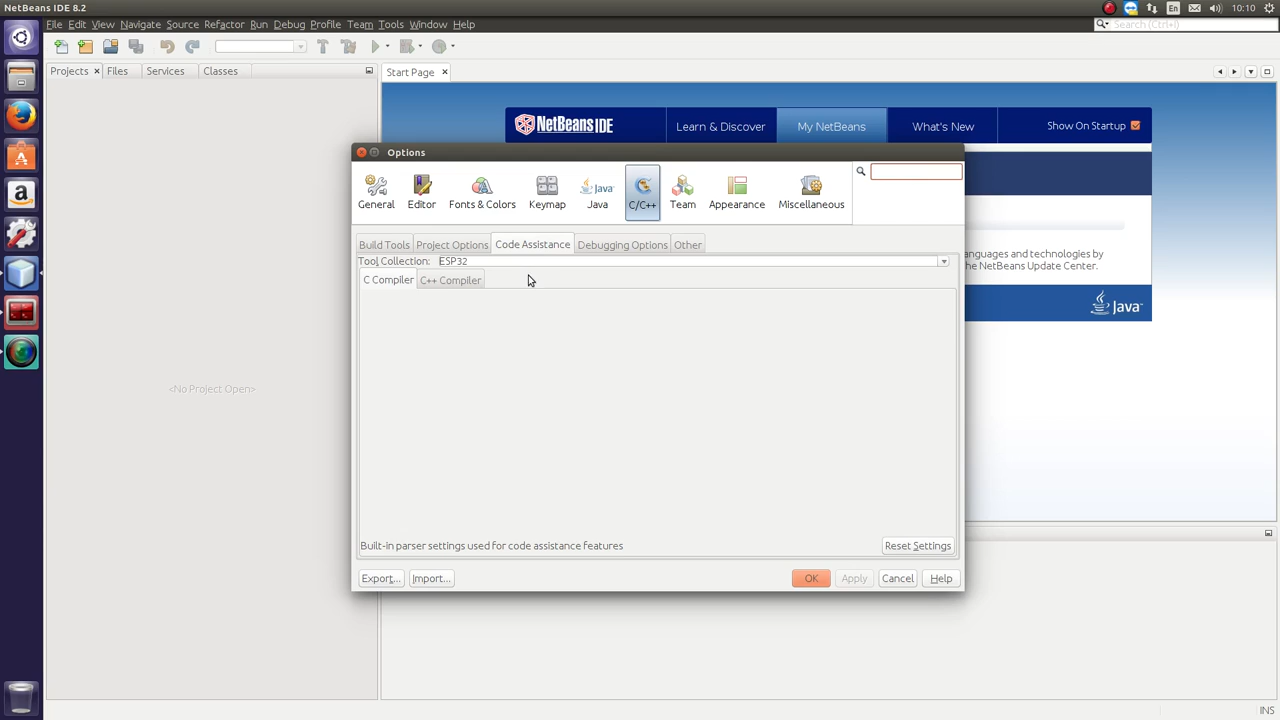 NetBeans IDE 8.2
En
10:10
File Edit View Navigate Source Refactor Run Debug Profile Team Tools Window Help
Search (Ctrl+I)
Projects Files Services Classes
Start Page
NetBeans IDE
Learn & Discover
My NetBeans
What's New
Show On Startup
Options
General
Editor
Fonts & Colors
Keymap
Java
Java
C/C++
Team
Appearance
Miscellaneous
Build Tools Project Options Code Assistance Debugging Options Other
Tool Collection: ESP32
C Compiler C++ Compiler
anguages and technologies by
he NetBeans Update Center.
Java
<No Project Open>
Built-in parser settings used for code assistance features
Reset Settings
Export... Import... OK Apply Cancel Help
INS